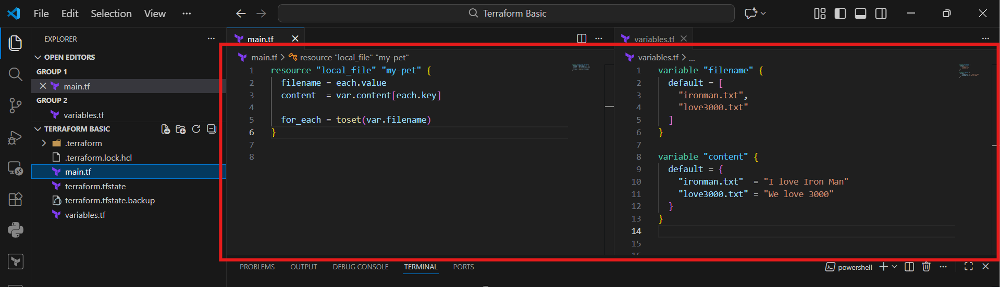 File Edit Selection View ···
Terraform Basic
EXPLORER
OPEN EDITORS
GROUP 1
main.tf
GROUP 2
variables.tf
TERRAFORM BASIC
.terraform
.terraform.lock.hcl
main.tf
terraform.tfstate
terraform.tfstate.backup
variables.tf
main.tf
main.tf > resource "local_file" "my-pet"
1 resource "local_file" "my-pet" {
2 filename = each.value
3 content  = var.content[each.key]
4
5 for_each = toset(var.filename)
6 }
7
8
variables.tf
variables.tf > ...
1 variable "filename" {
2 default = [
3 "ironman.txt",
4 "love3000.txt"
5 ]
6 }
7
8 variable "content" {
9 default = {
10 "ironman.txt"  = "I love Iron Man"
11 "love3000.txt" = "We love 3000"
12 }
13 }
14
15
PROBLEMS OUTPUT DEBUG CONSOLE TERMINAL PORTS
powershell